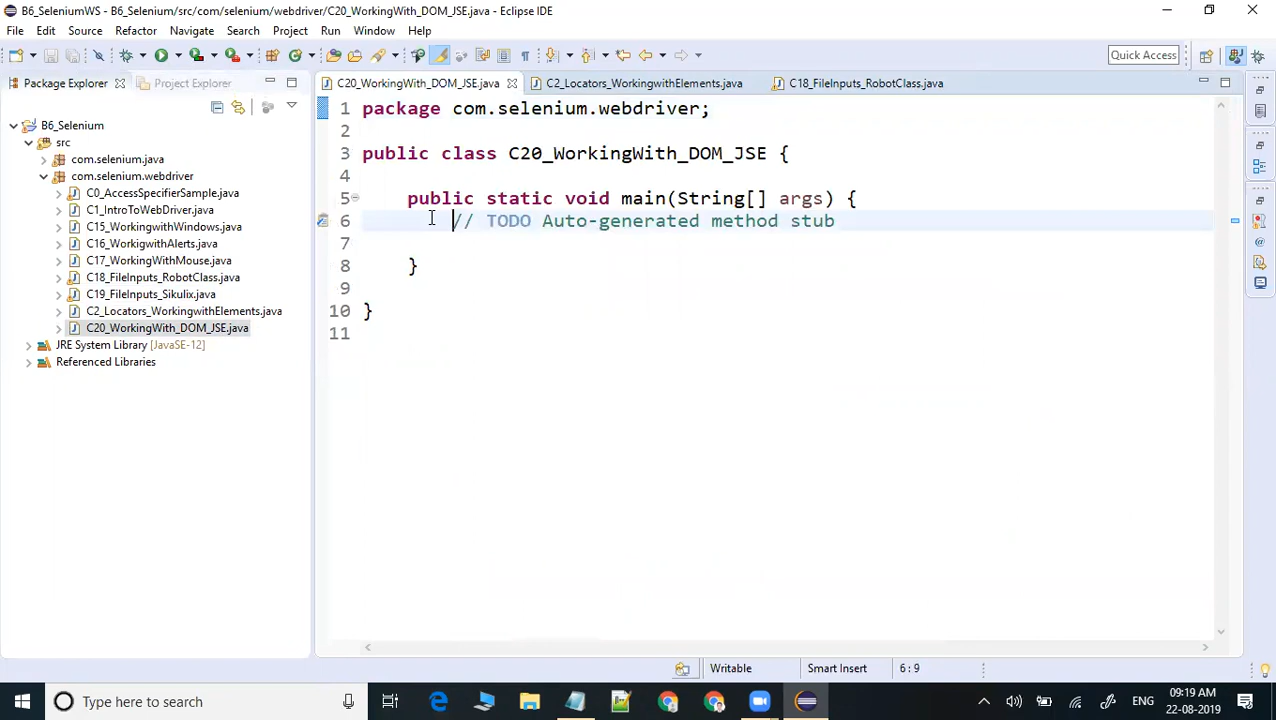 B6_SeleniumWS - B6_Selenium/src/com/selenium/webdriver/C20_WorkingWith_DOM_JSE.java - Eclipse IDE
File Edit Source Refactor Navigate Search Project Run Window Help
Quick Access
Package Explorer Project Explorer
C20_WorkingWith_DOM_JSE.java C2_Locators_WorkingwithElements.java C18_FileInputs_RobotClass.java
B6_Selenium
src
com.selenium.java
com.selenium.webdriver
C0_AccessSpecifierSample.java
C1_IntroToWebDriver.java
C15_WorkingwithWindows.java
C16_WorkigwithAlerts.java
C17_WorkingWithMouse.java
C18_FileInputs_RobotClass.java
C19_FileInputs_Sikulix.java
C2_Locators_WorkingwithElements.java
C20_WorkingWith_DOM_JSE.java
JRE System Library [JavaSE-12]
Referenced Libraries
1 package com.selenium.webdriver;
2
3 public class C20_WorkingWith_DOM_JSE {
4
5 public static void main(String[] args) {
6 // TODO Auto-generated method stub
7
8 }
9
10 }
11
Writable Smart Insert 6 : 9
Type here to search
ENG
09:19 AM
22-08-2019